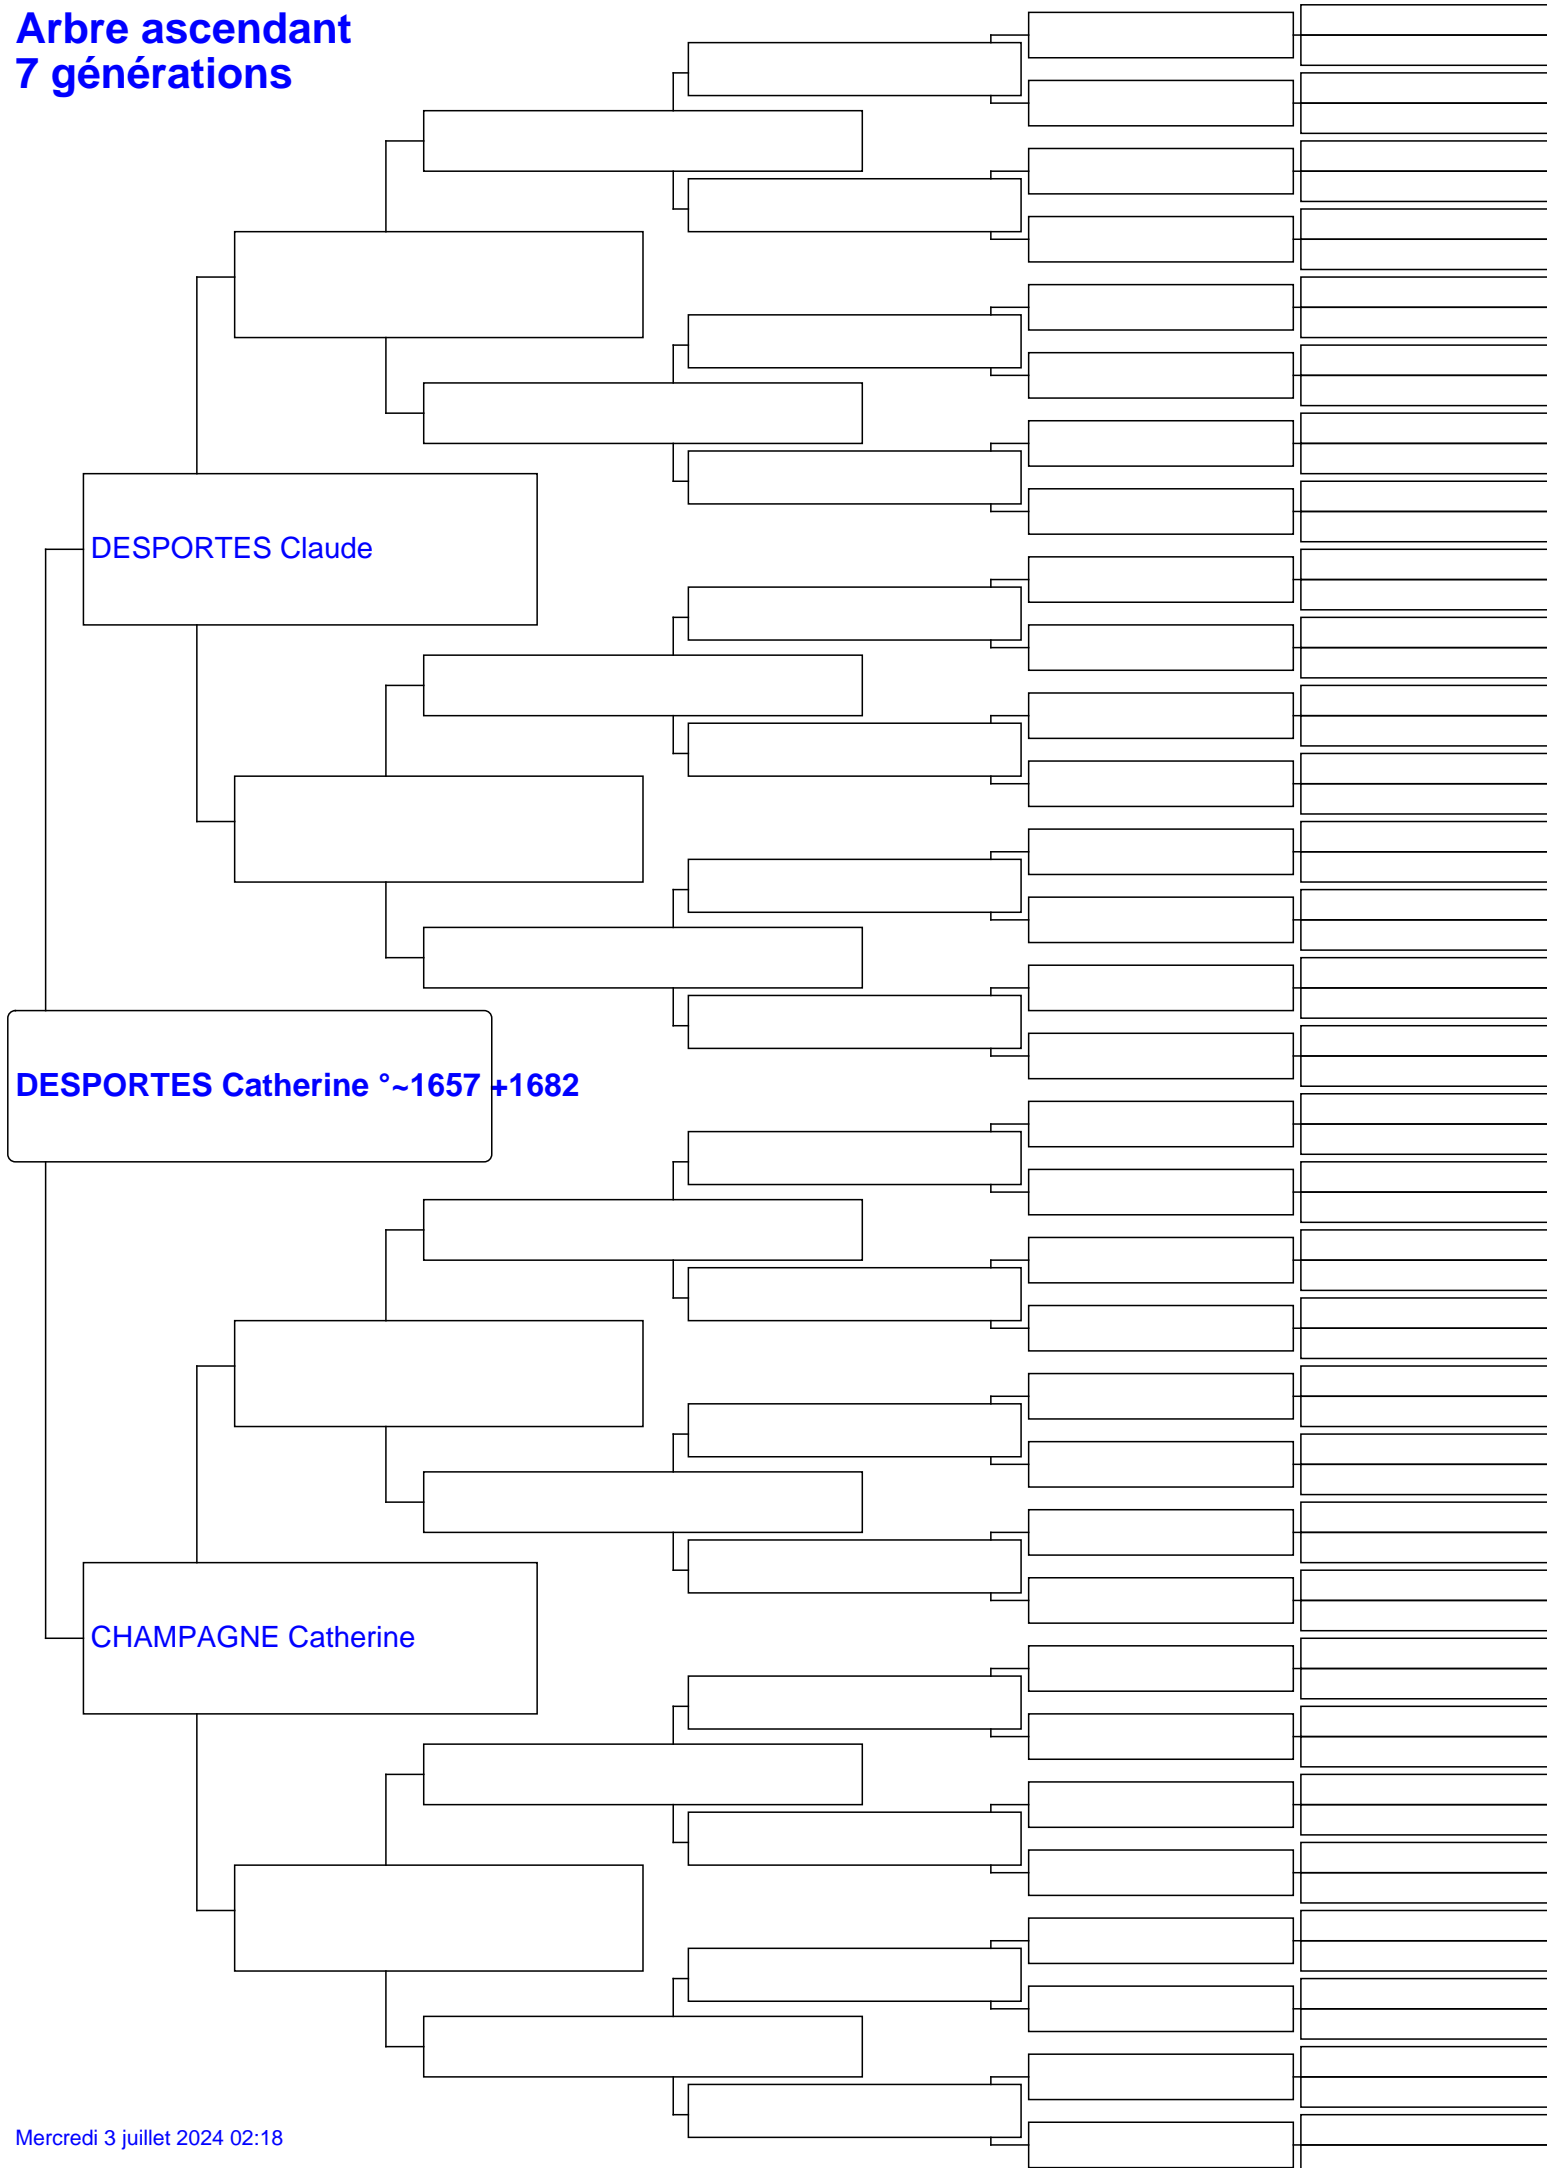 Arbre ascendant
7 générations
DESPORTES Claude
DESPORTES Catherine °~1657 +1682
CHAMPAGNE Catherine
Mercredi 3 juillet 2024 02:18